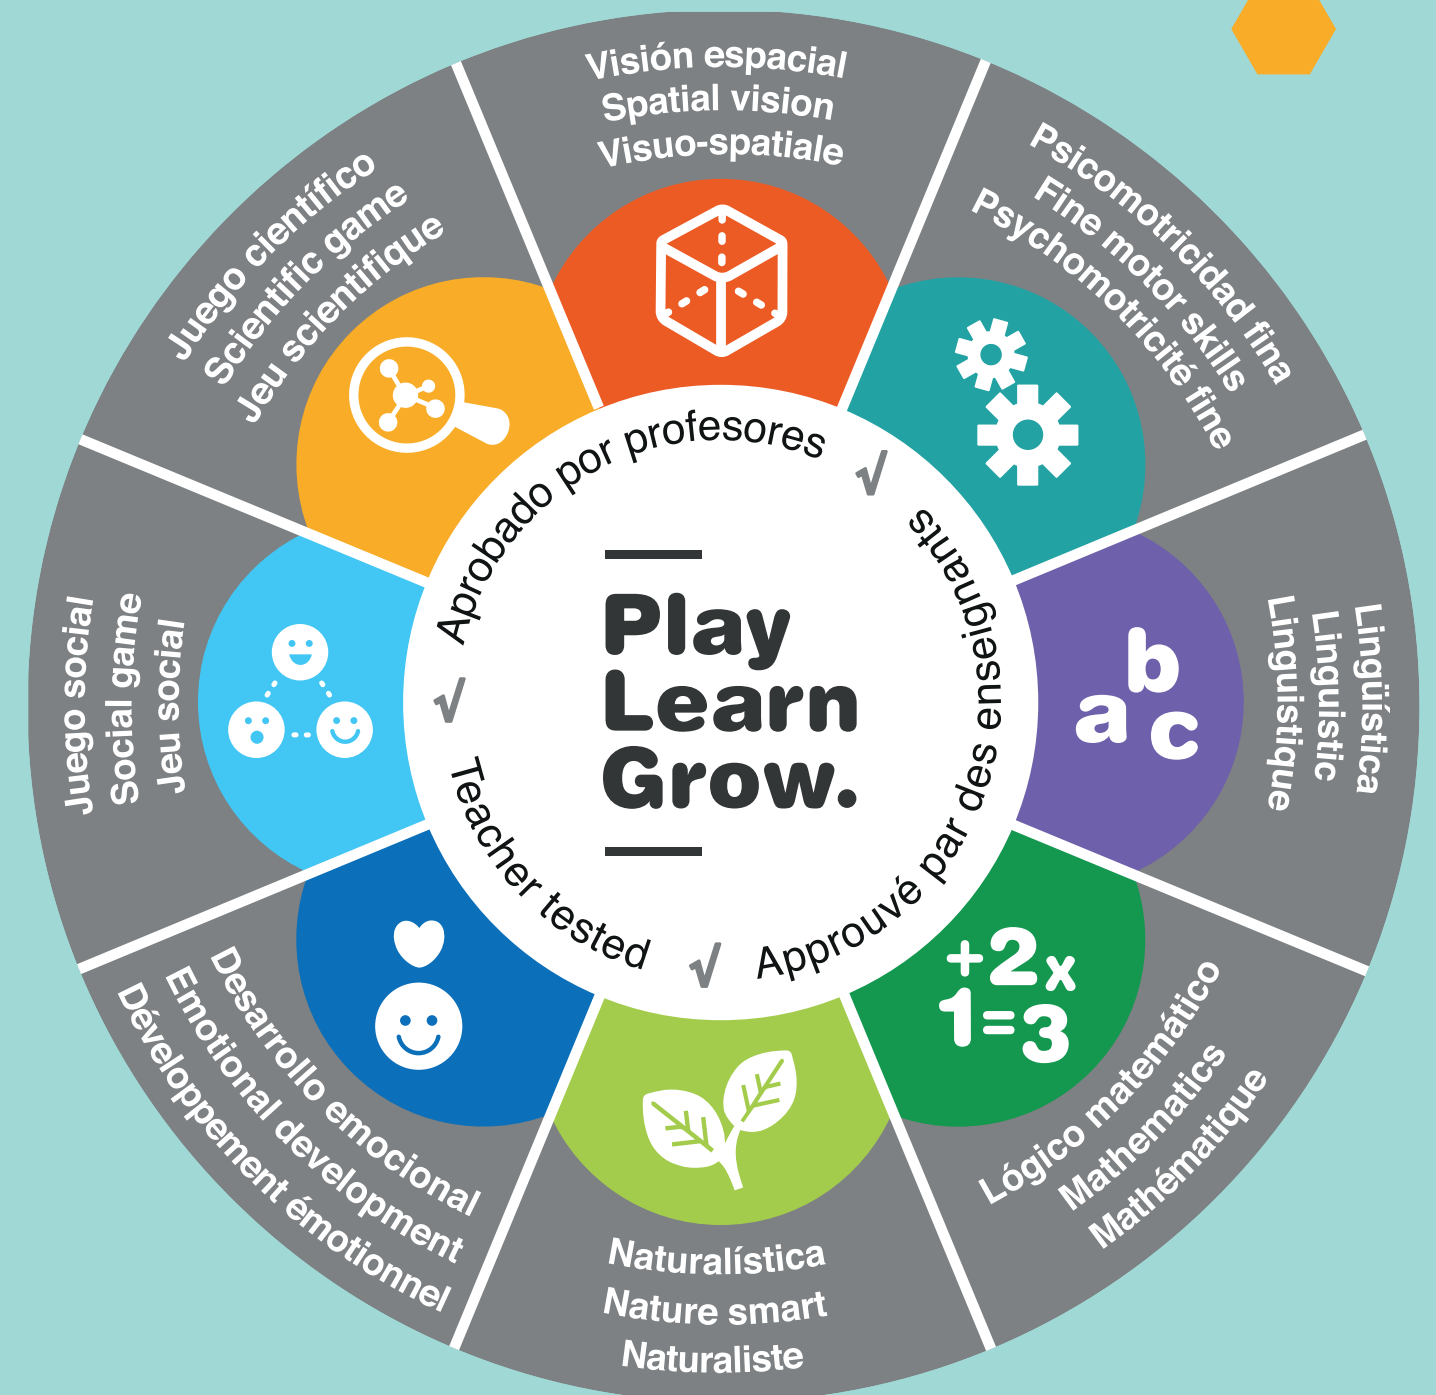 Visión espacial
Spatial vision
Visuo-spatiale
Psicomotricidad fina
Fine motor skills
Psychomotricité fine
Lingüística
Linguistic
Linguistique
Lógico matemático
Mathematics
Mathématique
Naturalística
Nature smart
Naturaliste
Desarrollo emocional
Emotional development
Développement émotionnel
Juego social
Social game
Jeu social
Juego científico
Scientific game
Jeu scientifique
Aprobado por profesores √
Approuvé par des enseignants
√
Teacher tested
√
Play
Learn
Grow.
a b c
+2x
1=3